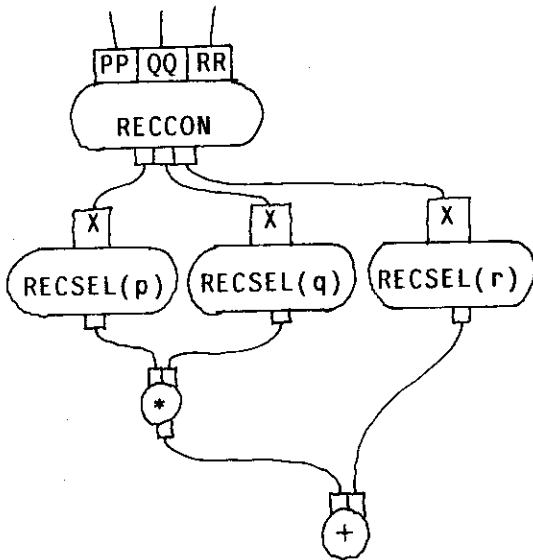 PP QQ RR
RECCON
X X X
RECSEL(p) RECSEL(q) RECSEL(r)
*
+